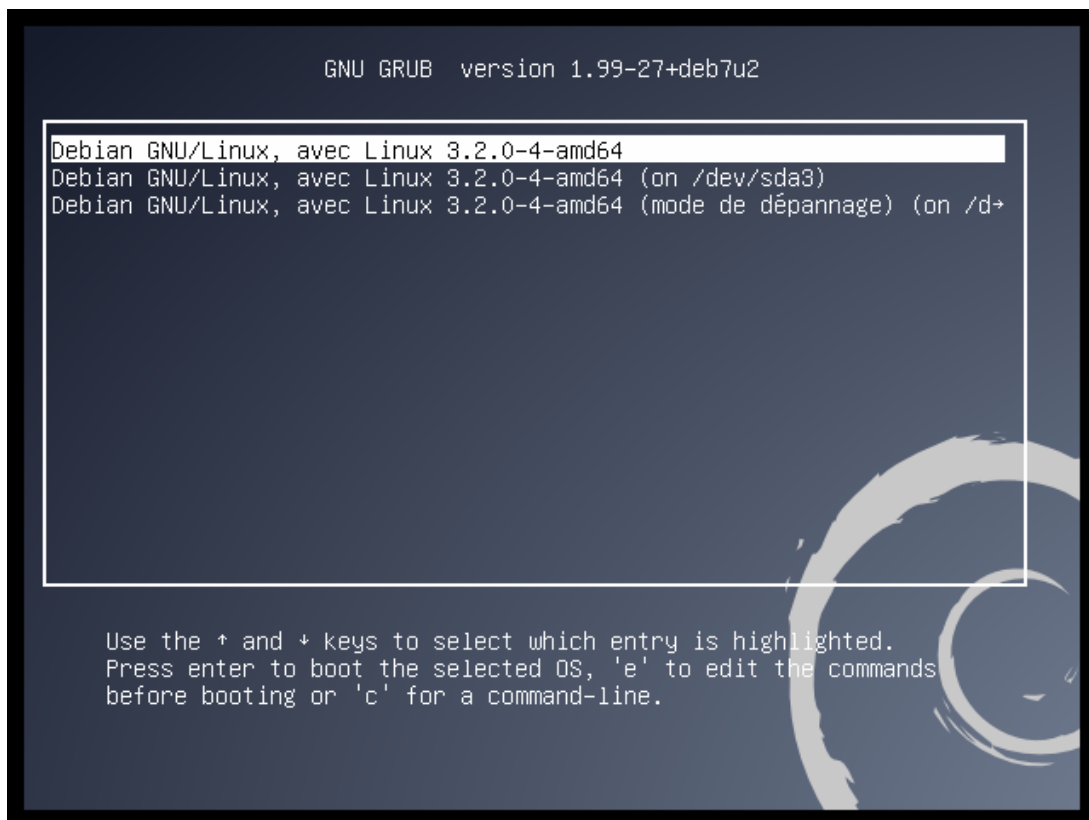 GNU GRUB  version 1.99-27+deb7u2
Debian GNU/Linux, avec Linux 3.2.0-4-amd64
Debian GNU/Linux, avec Linux 3.2.0-4-amd64 (on /dev/sda3)
Debian GNU/Linux, avec Linux 3.2.0-4-amd64 (mode de dépannage) (on /d→
Use the ↑ and ↓ keys to select which entry is highlighted.
Press enter to boot the selected OS, 'e' to edit the commands
before booting or 'c' for a command-line.